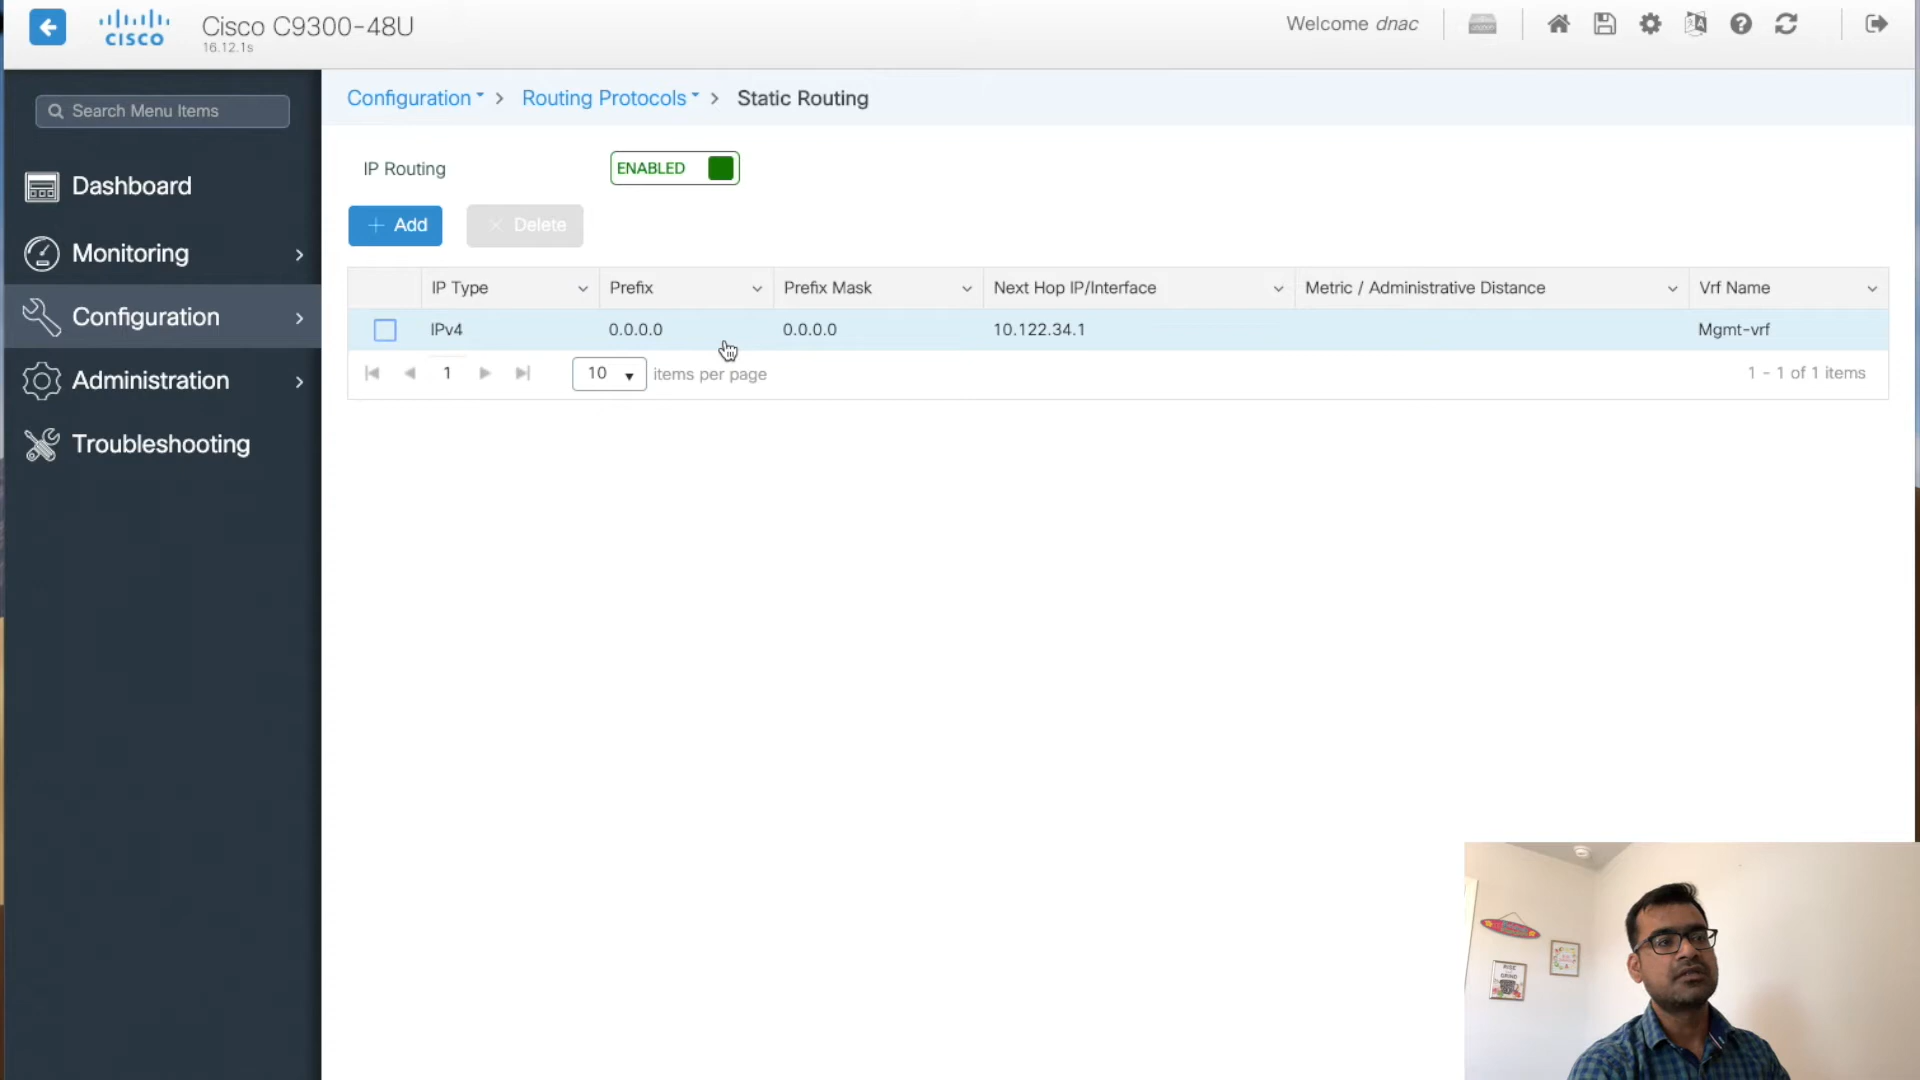 CISCO
Cisco C9300-48U
16.12.1s
Welcome dnac
Search Menu Items
Dashboard
Monitoring
Configuration
Administration
Troubleshooting
Configuration > Routing Protocols > Static Routing
IP Routing
ENABLED
+ Add
× Delete
IP Type
Prefix
Prefix Mask
Next Hop IP/Interface
Metric / Administrative Distance
Vrf Name
IPv4
0.0.0.0
0.0.0.0
10.122.34.1
Mgmt-vrf
1
10
items per page
1 - 1 of 1 items
RISE
GRIND